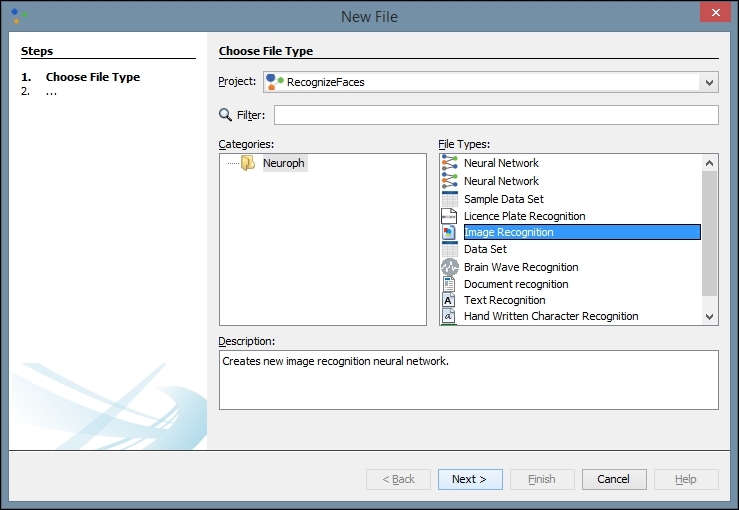 New File
Steps
1. Choose File Type
2. ...
Choose File Type
Project: RecognizeFaces
Filter:
Categories:
Neuroph
File Types:
Neural Network
Neural Network
Sample Data Set
Licence Plate Recognition
Image Recognition
Data Set
Brain Wave Recognition
Document recognition
Text Recognition
Hand Written Character Recognition
Description:
Creates new image recognition neural network.
< Back Next > Finish Cancel Help